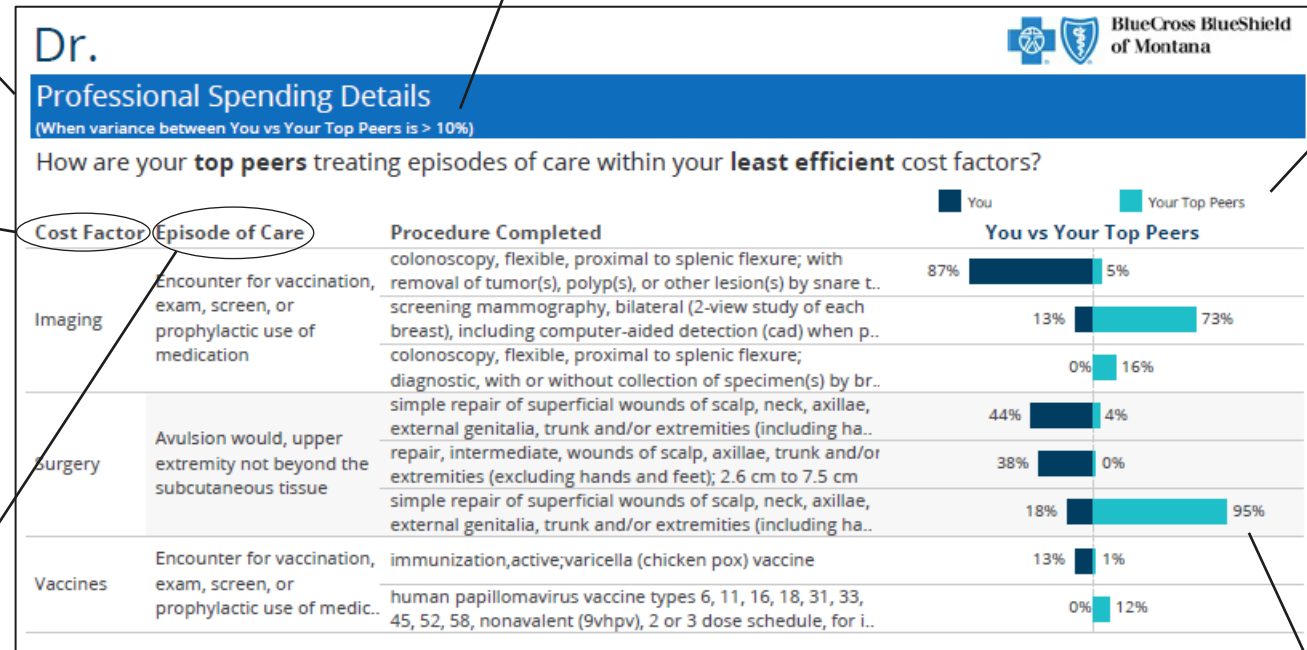 Dr.
BlueCross BlueShield
of Montana
Professional Spending Details
(When variance between You vs Your Top Peers is > 10%)
How are your top peers treating episodes of care within your least efficient cost factors?
You
Your Top Peers
Cost Factor
Episode of Care
Procedure Completed
You vs Your Top Peers
Imaging
Encounter for vaccination,
exam, screen, or
prophylactic use of
medication
colonoscopy, flexible, proximal to splenic flexure; with
removal of tumor(s), polyp(s), or other lesion(s) by snare t..
87%
5%
screening mammography, bilateral (2-view study of each
breast), including computer-aided detection (cad) when p..
13%
73%
colonoscopy, flexible, proximal to splenic flexure;
diagnostic, with or without collection of specimen(s) by br..
0%
16%
Surgery
Avulsion would, upper
extremity not beyond the
subcutaneous tissue
simple repair of superficial wounds of scalp, neck, axillae,
external genitalia, trunk and/or extremities (including ha..
44%
4%
repair, intermediate, wounds of scalp, axillae, trunk and/or
extremities (excluding hands and feet); 2.6 cm to 7.5 cm
38%
0%
simple repair of superficial wounds of scalp, neck, axillae,
external genitalia, trunk and/or extremities (including ha..
18%
95%
Vaccines
Encounter for vaccination,
exam, screen, or
prophylactic use of medic..
immunization,active;varicella (chicken pox) vaccine
13%
1%
human papillomavirus vaccine types 6, 11, 16, 18, 31, 33,
45, 52, 58, nonavalent (9vhpv), 2 or 3 dose schedule, for i..
0%
12%